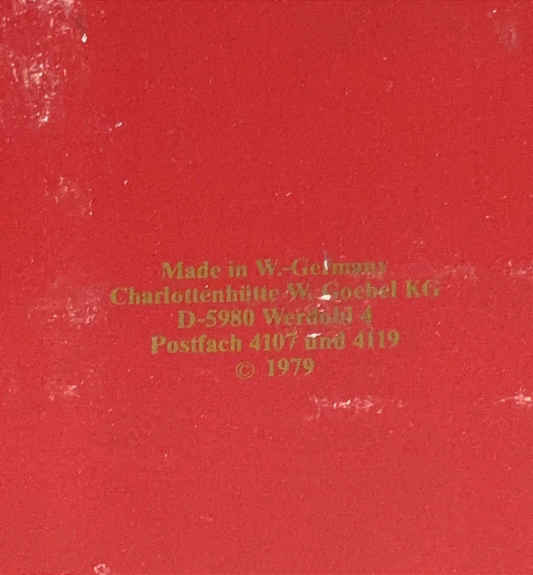 Made in W.-Germany
Charlottenhütte W. Goebel KG
D-5980 Werdohl 4
Postfach 4107 und 4119
© 1979